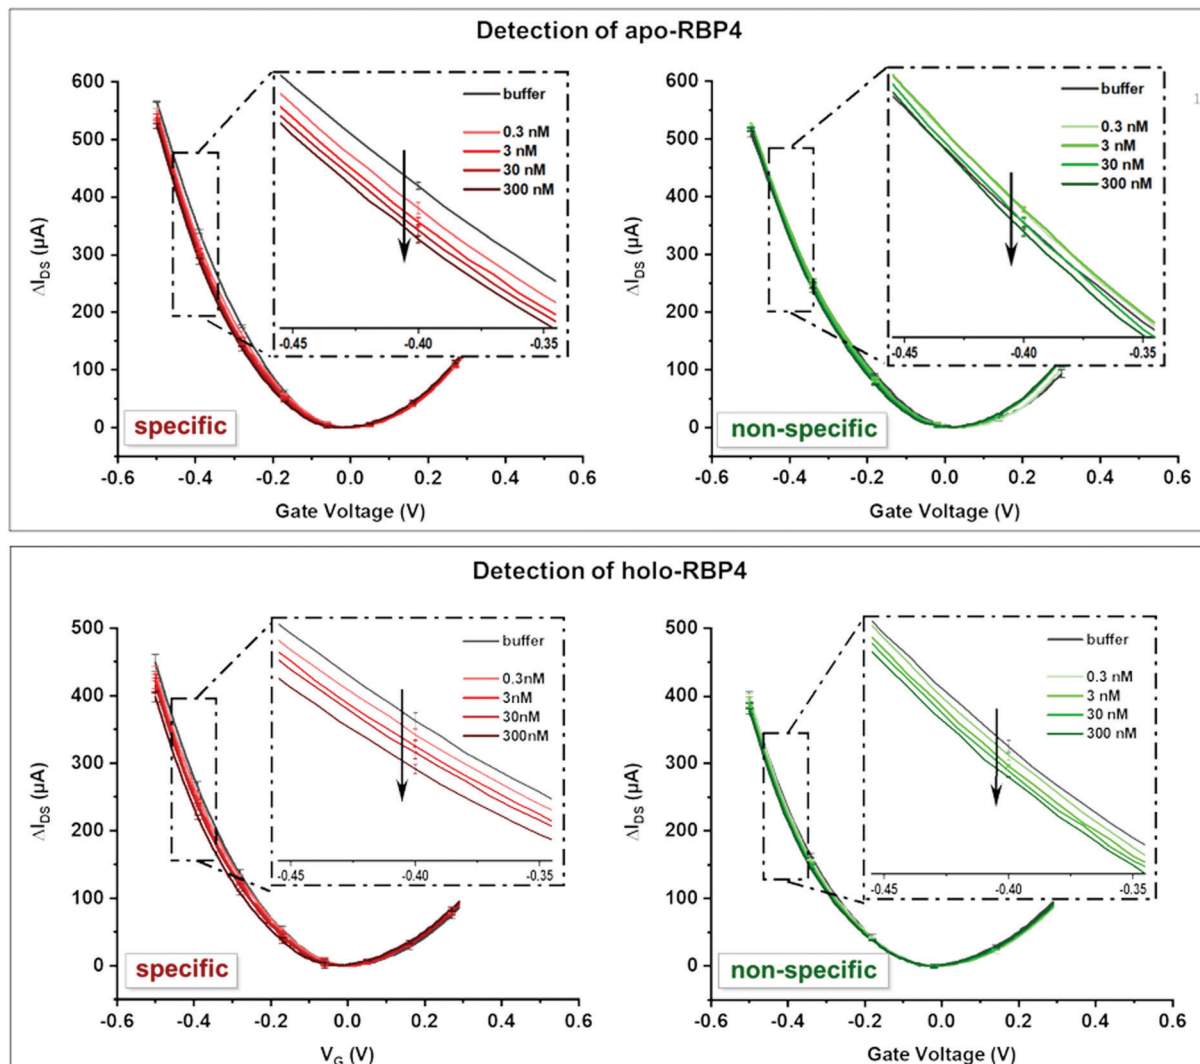 Detection of apo-RBP4
600
500
400
300
200
100
0
ΔI_DS (µA)
-0.6 -0.4 -0.2 0.0 0.2 0.4 0.6
Gate Voltage (V)
specific
buffer
0.3 nM
3 nM
30 nM
300 nM
-0.45 -0.40 -0.35
600
500
400
300
200
100
0
ΔI_DS (µA)
-0.6 -0.4 -0.2 0.0 0.2 0.4 0.6
Gate Voltage (V)
non-specific
buffer
0.3 nM
3 nM
30 nM
300 nM
-0.45 -0.40 -0.35
1
Detection of holo-RBP4
500
400
300
200
100
0
ΔI_DS (µA)
-0.6 -0.4 -0.2 0.0 0.2 0.4 0.6
V_G (V)
specific
buffer
0.3nM
3nM
30nM
300nM
-0.45 -0.40 -0.35
500
400
300
200
100
0
ΔI_DS (µA)
-0.6 -0.4 -0.2 0.0 0.2 0.4 0.6
Gate Voltage (V)
non-specific
buffer
0.3 nM
3 nM
30 nM
300 nM
-0.45 -0.40 -0.35